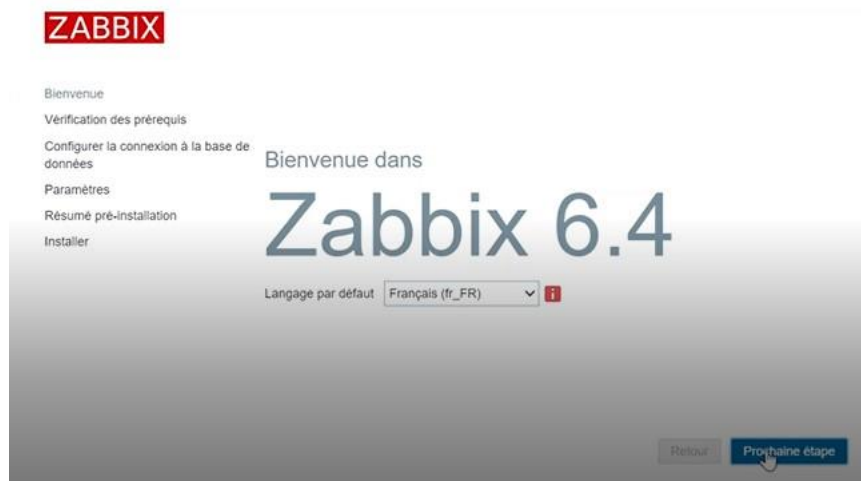 ZABBIX
Bienvenue
Vérification des prérequis
Configurer la connexion à la base de
données
Paramètres
Résumé pré-installation
Installer
Bienvenue dans
Zabbix 6.4
Langage par défaut Français (fr_FR)
Retour Prochaine étape